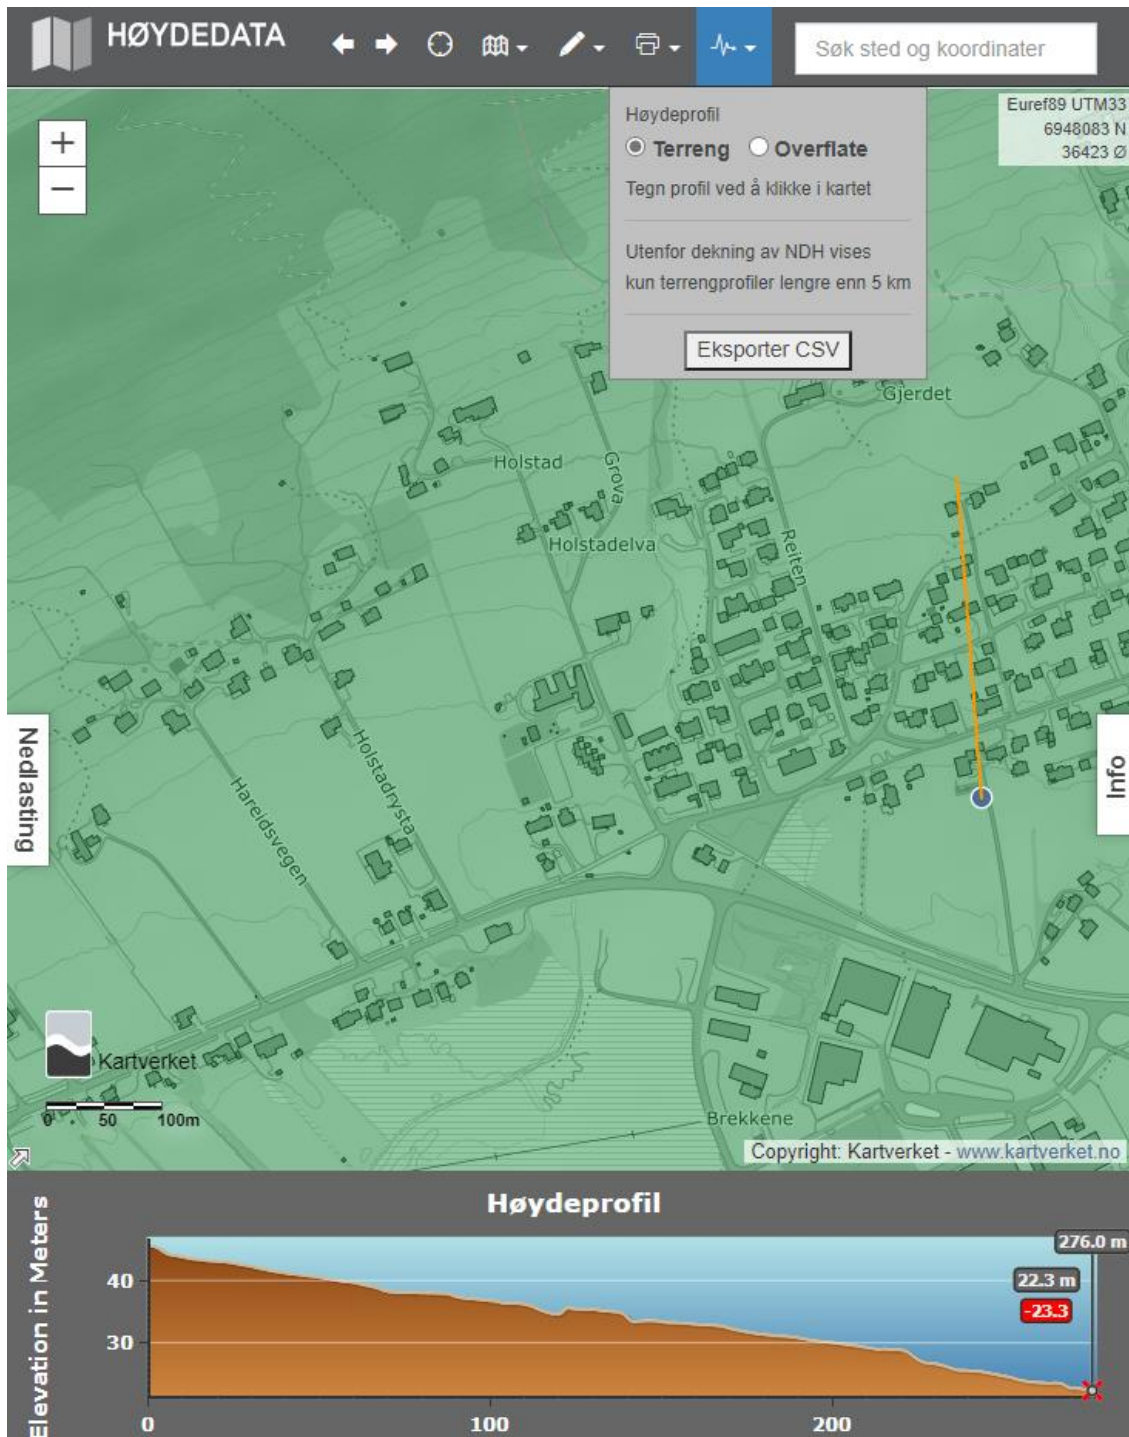 HØYDEDATA
Søk sted og koordinater
Høydeprofil
Terreng Overflate
Tegn profil ved å klikke i kartet
Utenfor dekning av NDH vises
kun terrengprofiler lengre enn 5 km
Eksporter CSV
Euref89 UTM33
6948083 N
36423 Ø
+
−
Gjerdet
Holstad
Grova
Holstadelva
Reiten
Nedlasting
Info
Holstadrysta
Hareidsvegen
Kartverket
0 50 100m
Brekkene
Copyright: Kartverket - www.kartverket.no
Høydeprofil
Elevation in Meters
276.0 m
40
22.3 m
-23.3
30
0 100 200